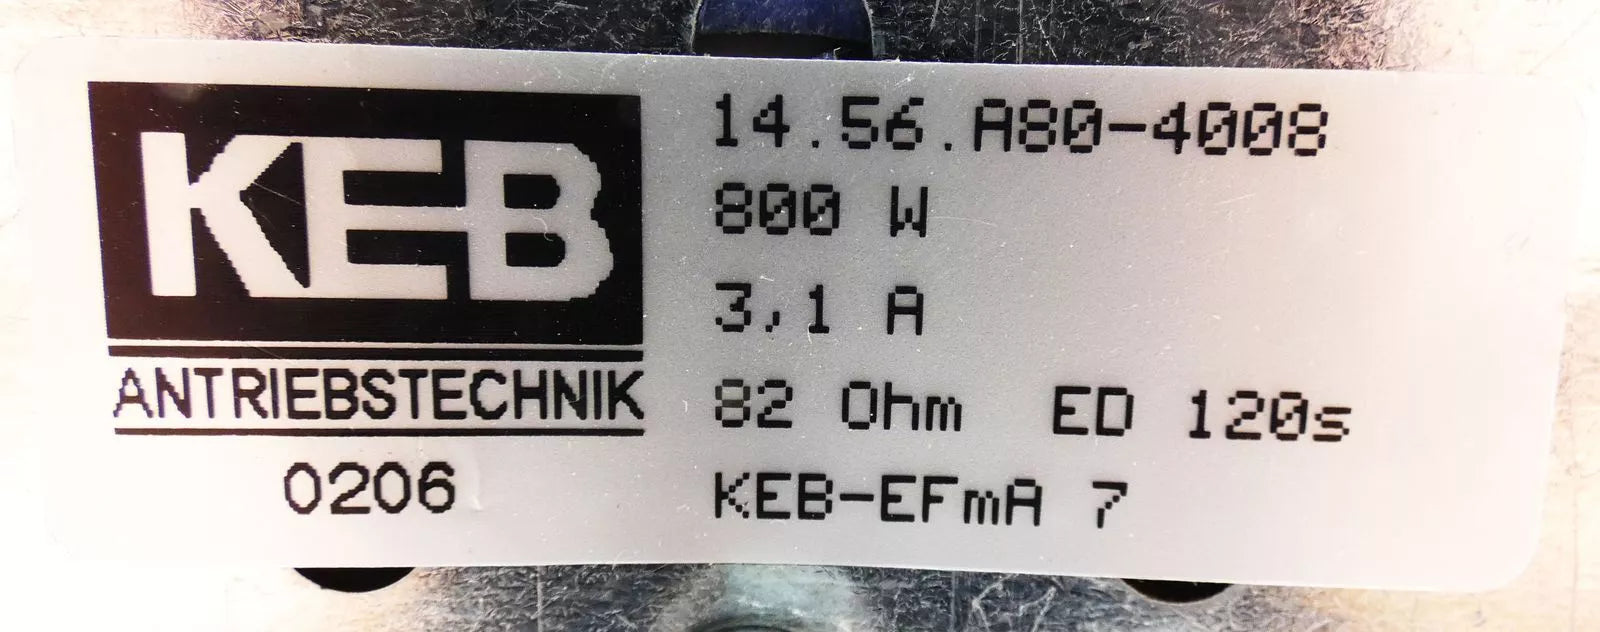 KEB
ANTRIEBSTECHNIK
0206
14.56.A80-4008
800 W
3,1 A
82 Ohm ED 120s
KEB-EFmA 7